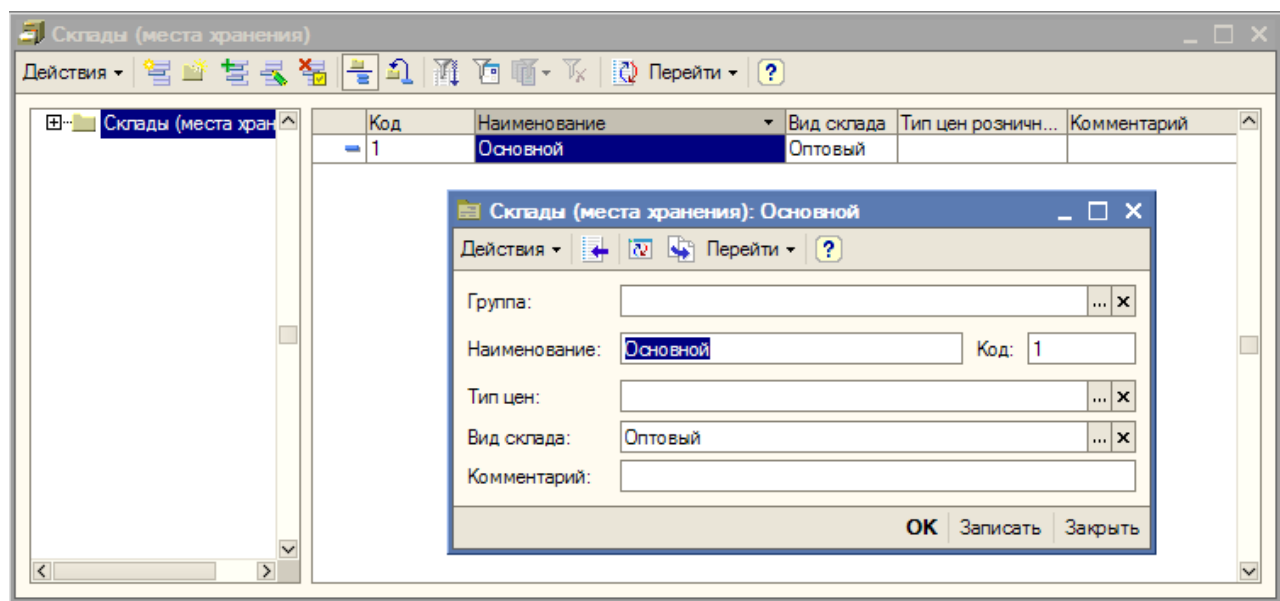 Склады (места хранения)
Действия Перейти ?
Склады (места хран
Код Наименование Вид склада Тип цен розничн... Комментарий
1 Основной Оптовый
Склады (места хранения): Основной
Действия Перейти ?
Группа: ...
Наименование: Основной Код: 1
Тип цен: ...
Вид склада: Оптовый ...
Комментарий:
OK Записать Закрыть